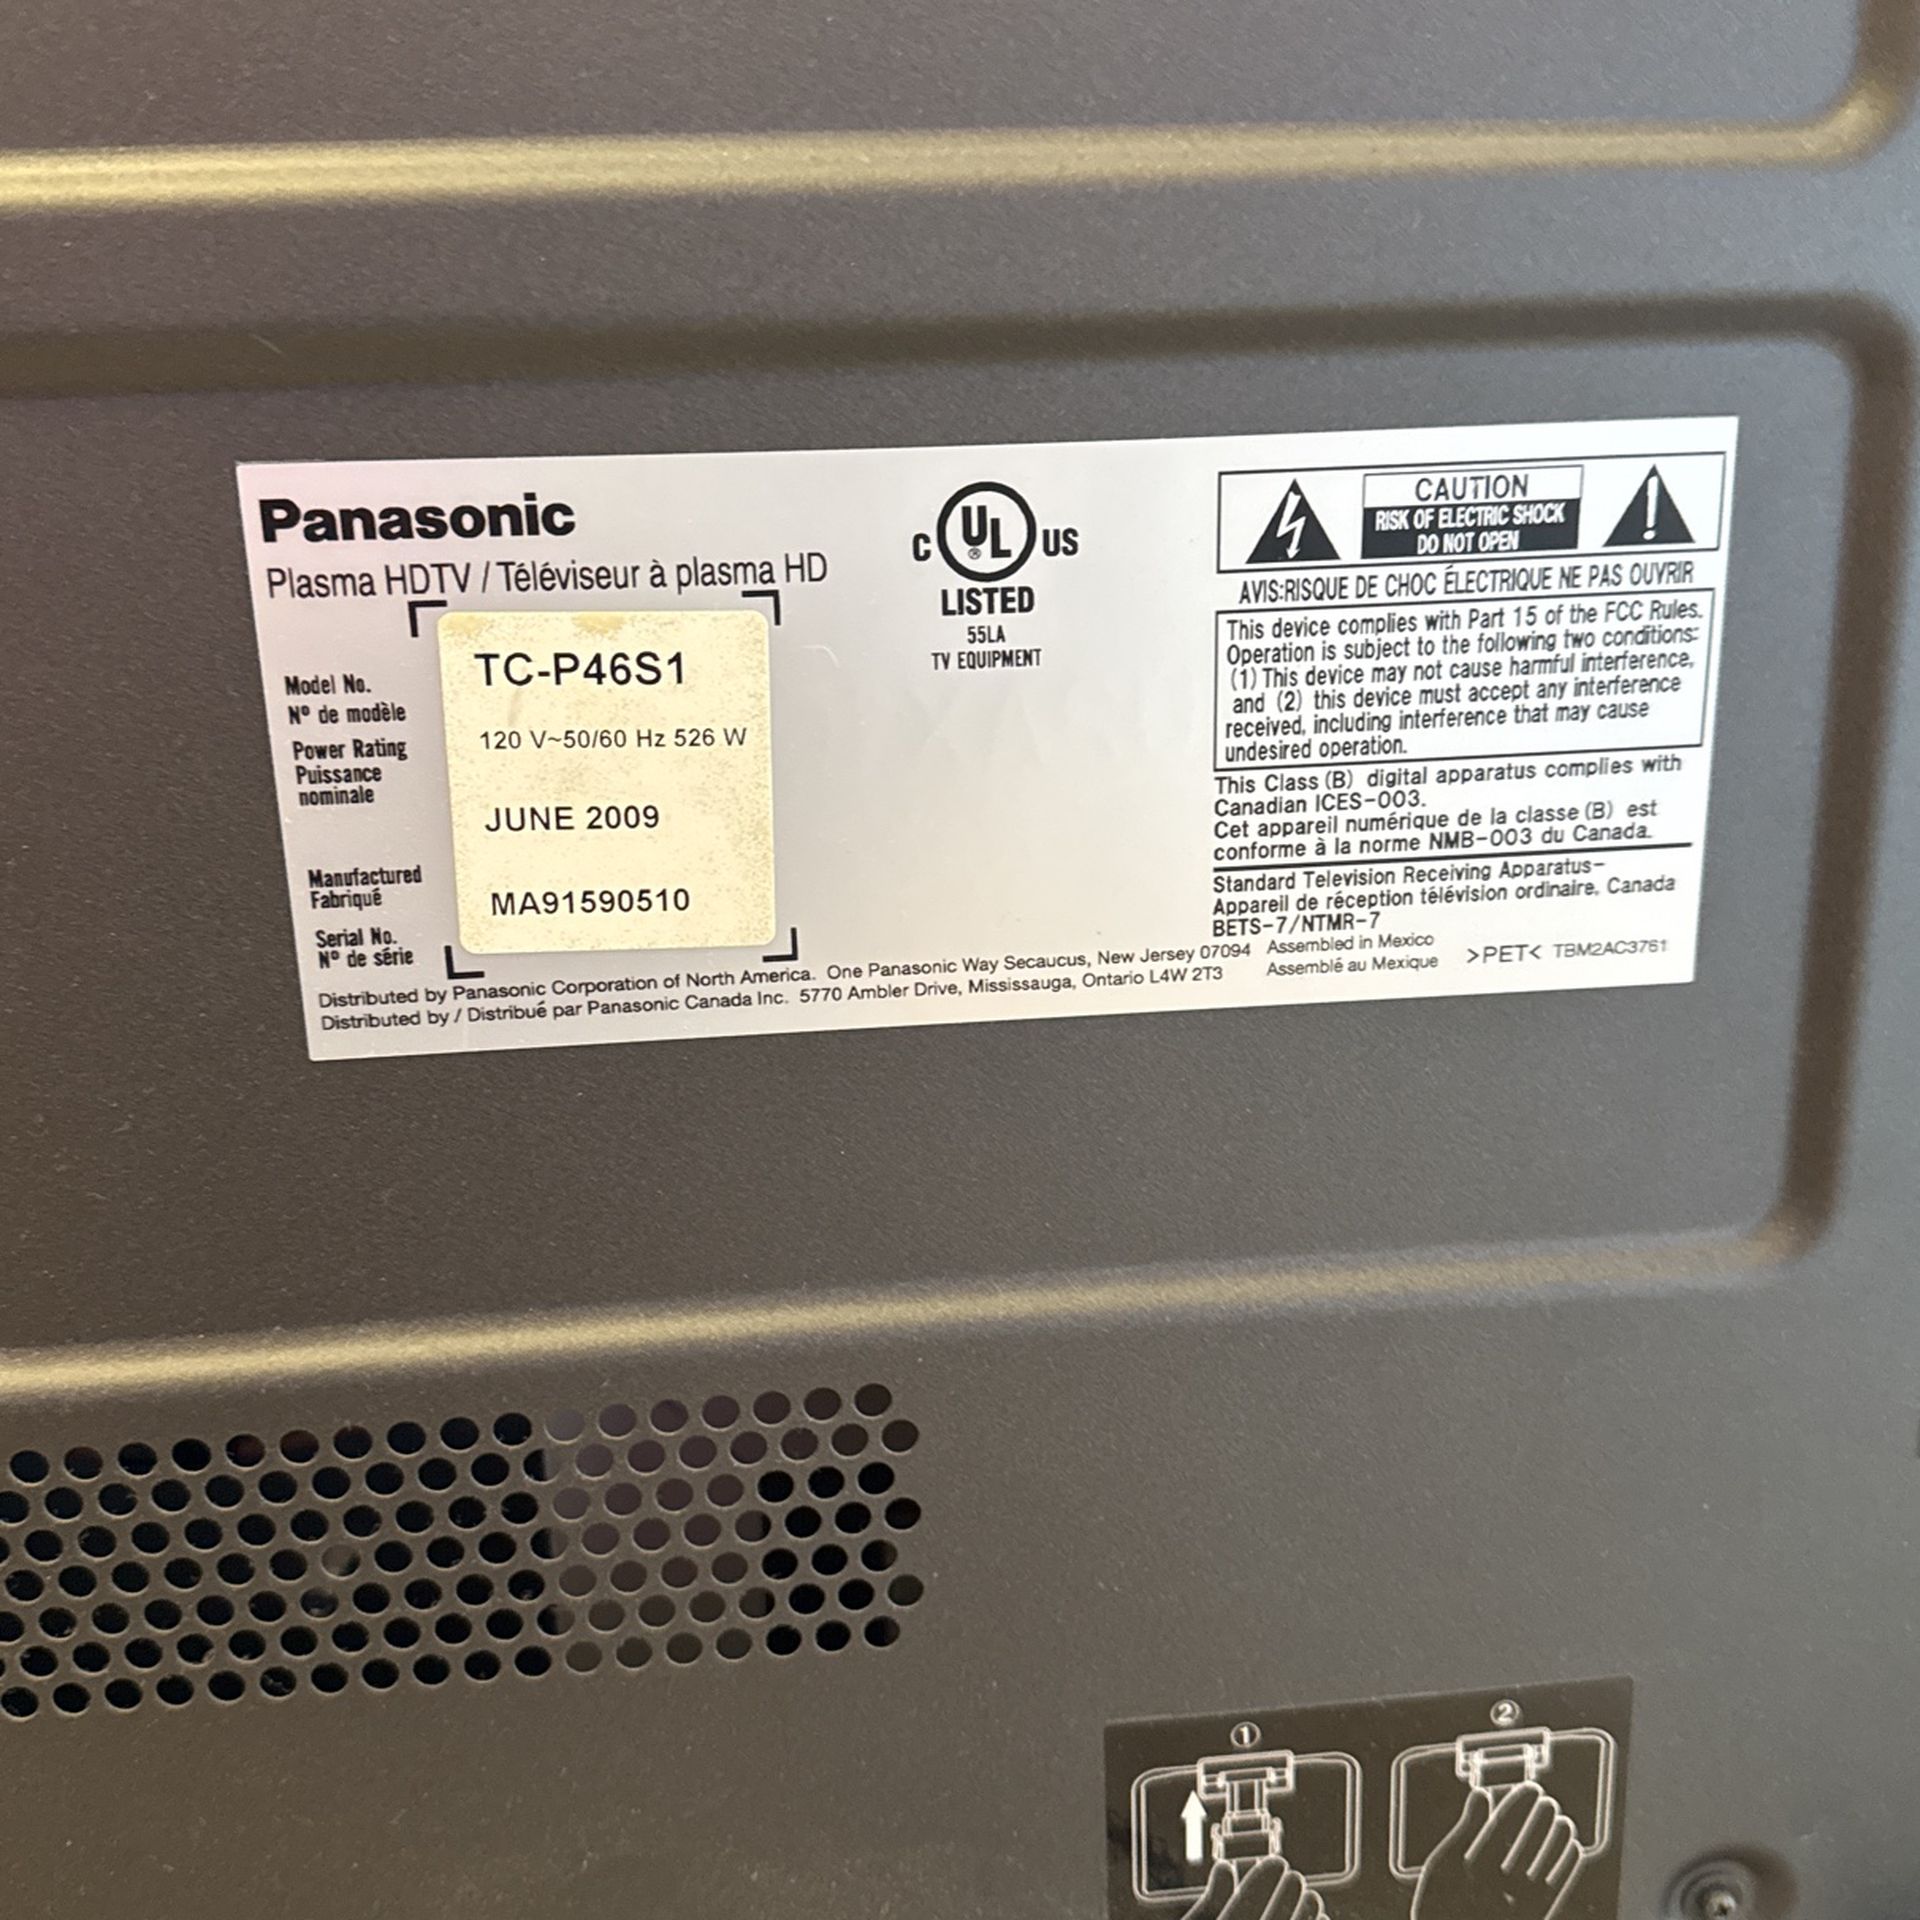 Panasonic
Plasma HDTV / Téléviseur à plasma HD
Model No.
Nº de modèle
TC-P46S1
Power Rating
Puissance
nominale
120 V~50/60 Hz 526 W
JUNE 2009
Manufactured
Fabriqué
MA91590510
Serial No.
Nº de série
C UL US
®
LISTED
55LA
TV EQUIPMENT
CAUTION
RISK OF ELECTRIC SHOCK
DO NOT OPEN
AVIS:RISQUE DE CHOC ÉLECTRIQUE NE PAS OUVRIR
This device complies with Part 15 of the FCC Rules.
Operation is subject to the following two conditions:
(1) This device may not cause harmful interference,
and (2) this device must accept any interference
received, including interference that may cause
undesired operation.
This Class (B) digital apparatus complies with
Canadian ICES-003.
Cet appareil numérique de la classe (B) est
conforme à la norme NMB-003 du Canada.
Standard Television Receiving Apparatus-
Appareil de réception télévision ordinaire, Canada
BETS-7/NTMR-7
Distributed by Panasonic Corporation of North America. One Panasonic Way Secaucus, New Jersey 07094
Distributed by / Distribué par Panasonic Canada Inc. 5770 Ambler Drive, Mississauga, Ontario L4W 2T3
Assembled in Mexico
Assemblé au Mexique
>PET< TBM2AC3761
① ②